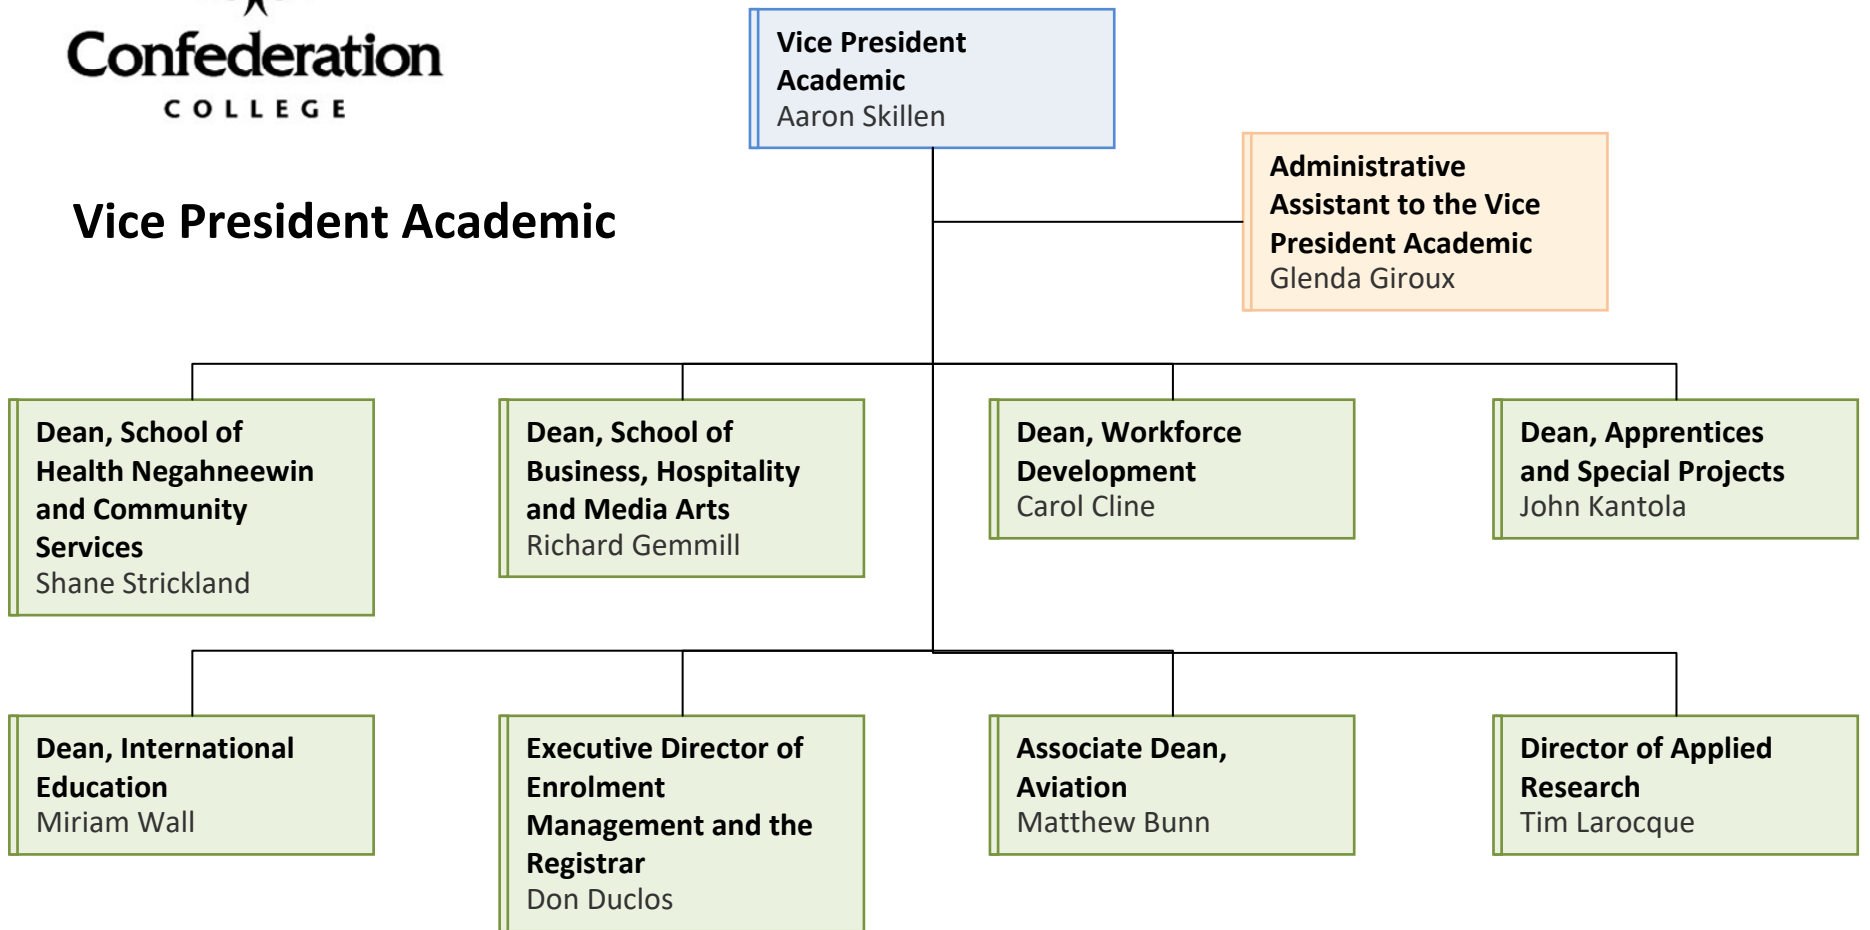 Confederation
COLLEGE
Vice President Academic
Vice President
Academic
Aaron Skillen
Administrative
Assistant to the Vice
President Academic
Glenda Giroux
Dean, School of
Health Negahneewin
and Community
Services
Shane Strickland
Dean, School of
Business, Hospitality
and Media Arts
Richard Gemmill
Dean, Workforce
Development
Carol Cline
Dean, Apprentices
and Special Projects
John Kantola
Dean, International
Education
Miriam Wall
Executive Director of
Enrolment
Management and the
Registrar
Don Duclos
Associate Dean,
Aviation
Matthew Bunn
Director of Applied
Research
Tim Larocque